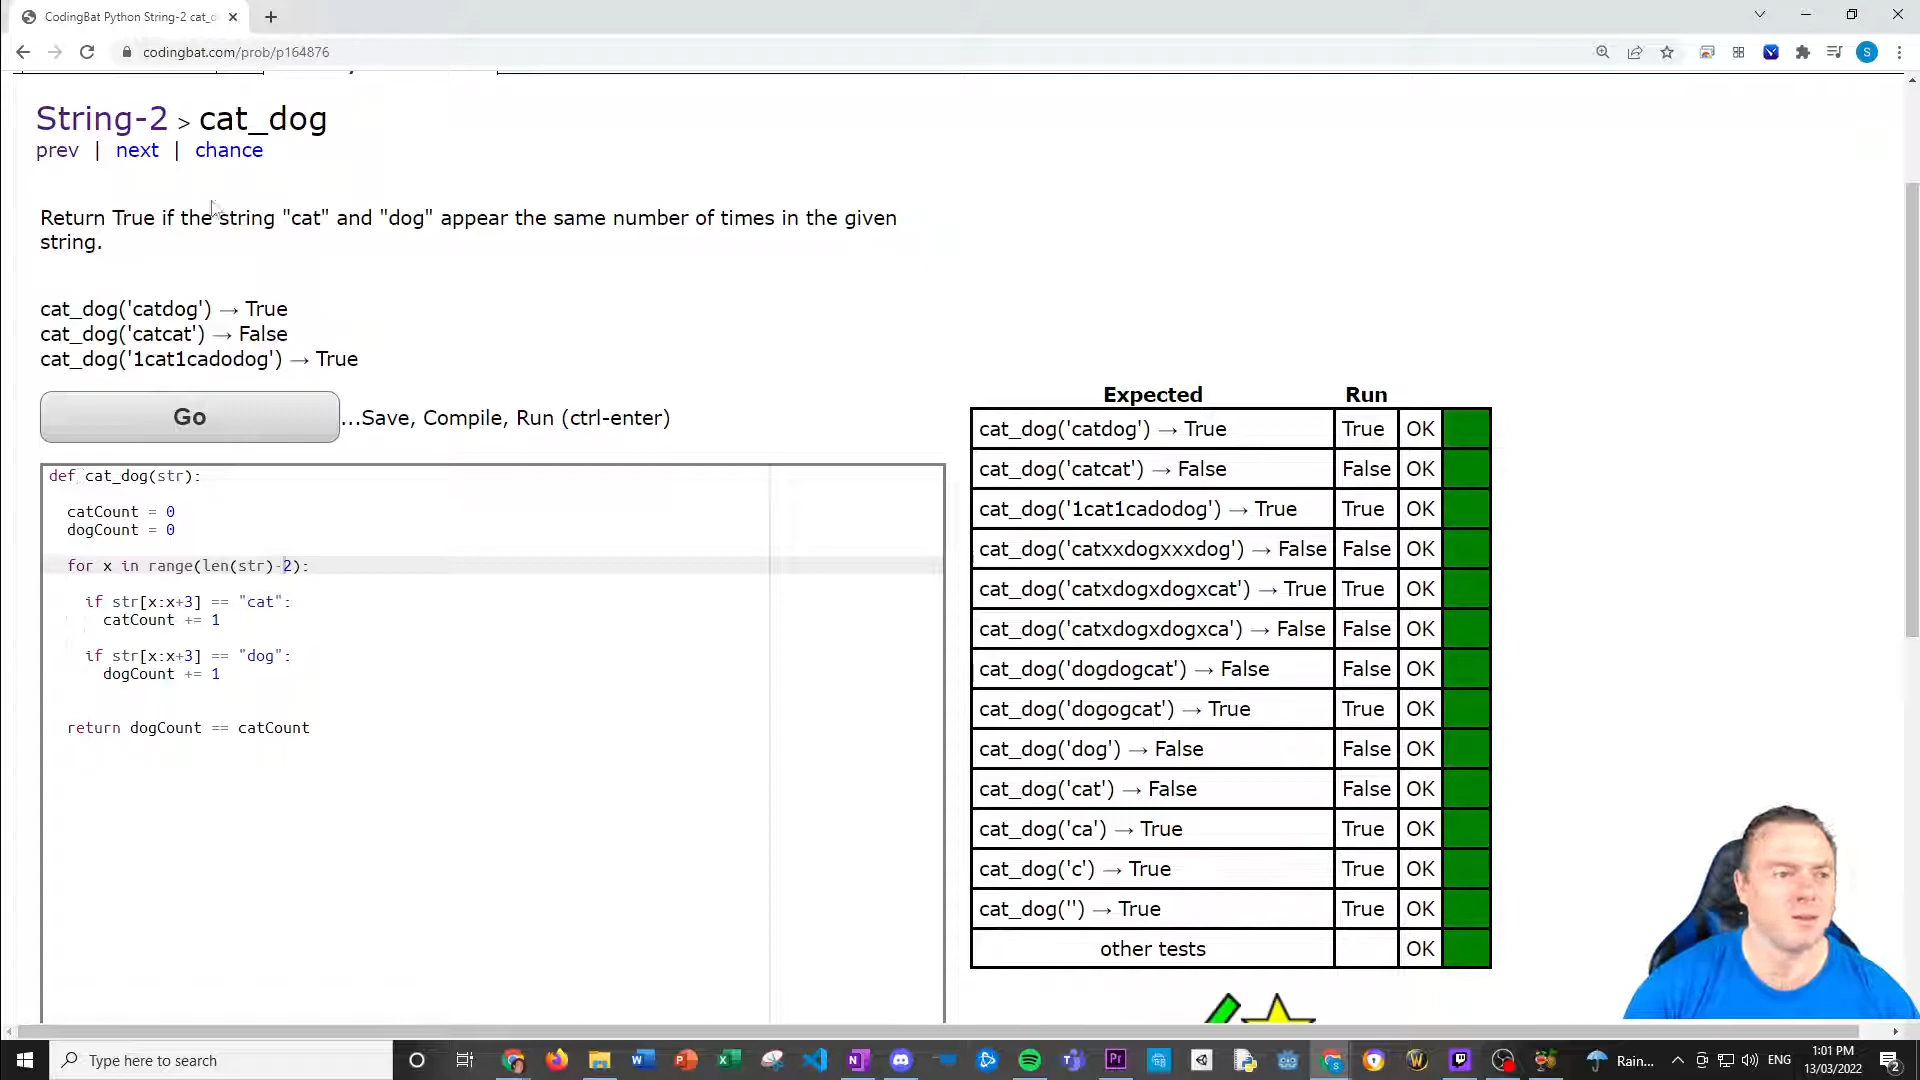 CodingBat Python String-2 cat_d
codingbat.com/prob/p164876
S
String-2 > cat_dog
prev | next | chance
Return True if the string "cat" and "dog" appear the same number of times in the given
string.
cat_dog('catdog') → True
cat_dog('catcat') → False
cat_dog('1cat1cadodog') → True
Go
...Save, Compile, Run (ctrl-enter)
def cat_dog(str):
catCount = 0
dogCount = 0
for x in range(len(str)-2):
if str[x:x+3] == "cat":
catCount += 1
if str[x:x+3] == "dog":
dogCount += 1
return dogCount == catCount
Expected Run
cat_dog('catdog') → True True OK
cat_dog('catcat') → False False OK
cat_dog('1cat1cadodog') → True True OK
cat_dog('catxxdogxxxdog') → False False OK
cat_dog('catxdogxdogxcat') → True True OK
cat_dog('catxdogxdogxca') → False False OK
cat_dog('dogdogcat') → False False OK
cat_dog('dogogcat') → True True OK
cat_dog('dog') → False False OK
cat_dog('cat') → False False OK
cat_dog('ca') → True True OK
cat_dog('c') → True True OK
cat_dog('') → True True OK
other tests OK
Type here to search
Rain...
ENG
1:01 PM
13/03/2022
2